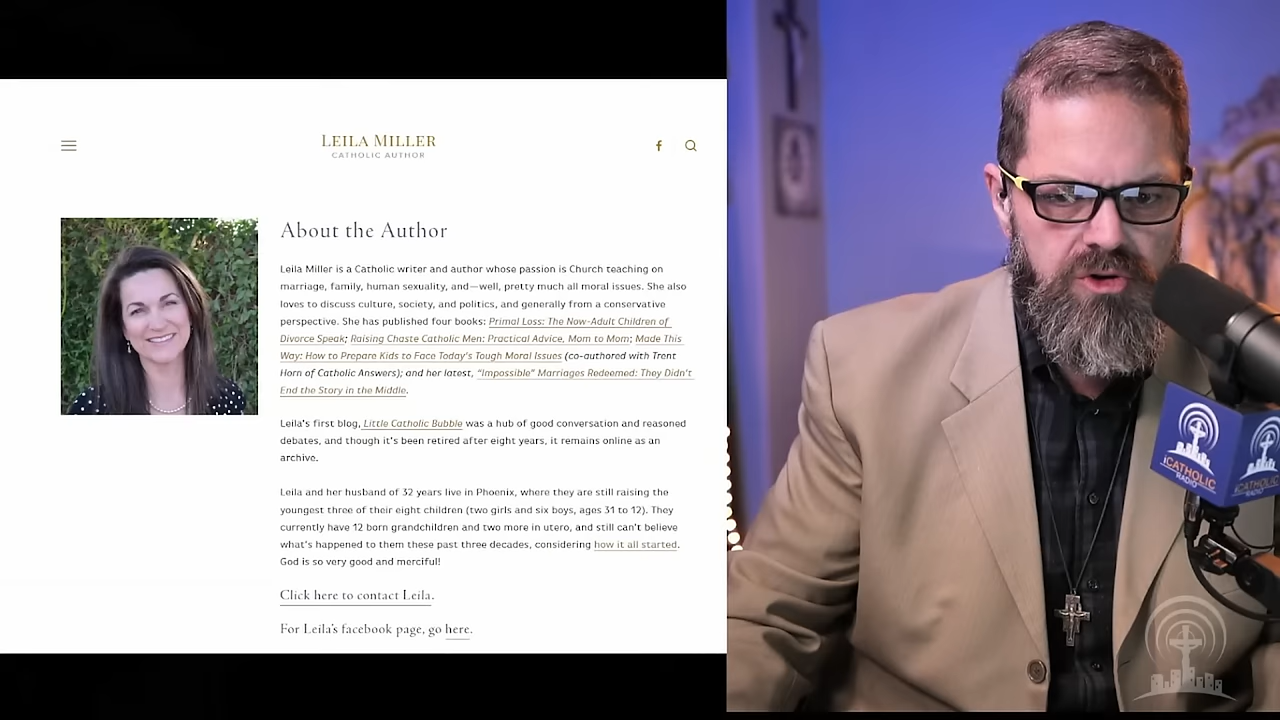 LEILA MILLER
CATHOLIC AUTHOR
About the Author
Leila Miller is a Catholic writer and author whose passion is Church teaching on
marriage, family, human sexuality, and—well, pretty much all moral issues. She also
loves to discuss culture, society, and politics, and generally from a conservative
perspective. She has published four books: Primal Loss: The Now-Adult Children of
Divorce Speak; Raising Chaste Catholic Men: Practical Advice, Mom to Mom; Made This
Way: How to Prepare Kids to Face Today's Tough Moral Issues (co-authored with Trent
Horn of Catholic Answers); and her latest, “Impossible” Marriages Redeemed: They Didn’t
End the Story in the Middle.
Leila's first blog, Little Catholic Bubble was a hub of good conversation and reasoned
debates, and though it's been retired after eight years, it remains online as an
archive.
Leila and her husband of 32 years live in Phoenix, where they are still raising the
youngest three of their eight children (two girls and six boys, ages 31 to 12). They
currently have 12 born grandchildren and two more in utero, and still can't believe
what's happened to them these past three decades, considering how it all started.
God is so very good and merciful!
Click here to contact Leila.
For Leila's facebook page, go here.
iCATHOLIC
RADIO
iCATHOLIC
RADIO